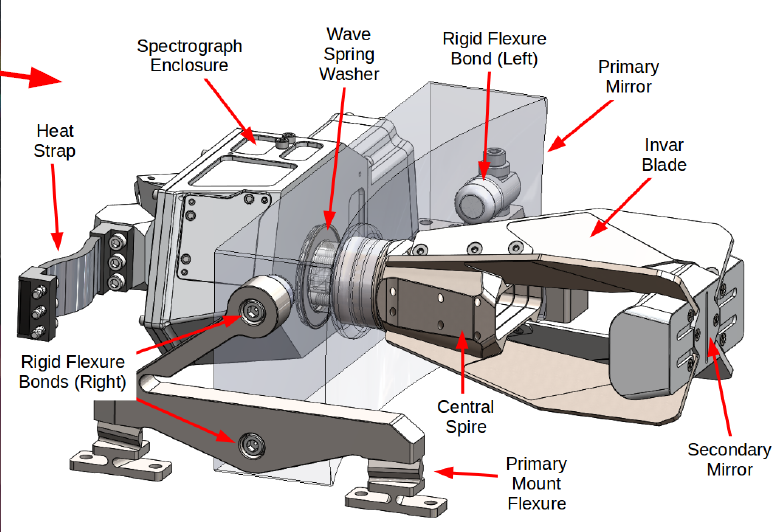 Spectrograph
Enclosure
Wave
Spring
Washer
Rigid Flexure
Bond (Left)
Primary
Mirror
Heat
Strap
Invar
Blade
Rigid Flexure
Bonds (Right)
Central
Spire
Primary
Mount
Flexure
Secondary
Mirror